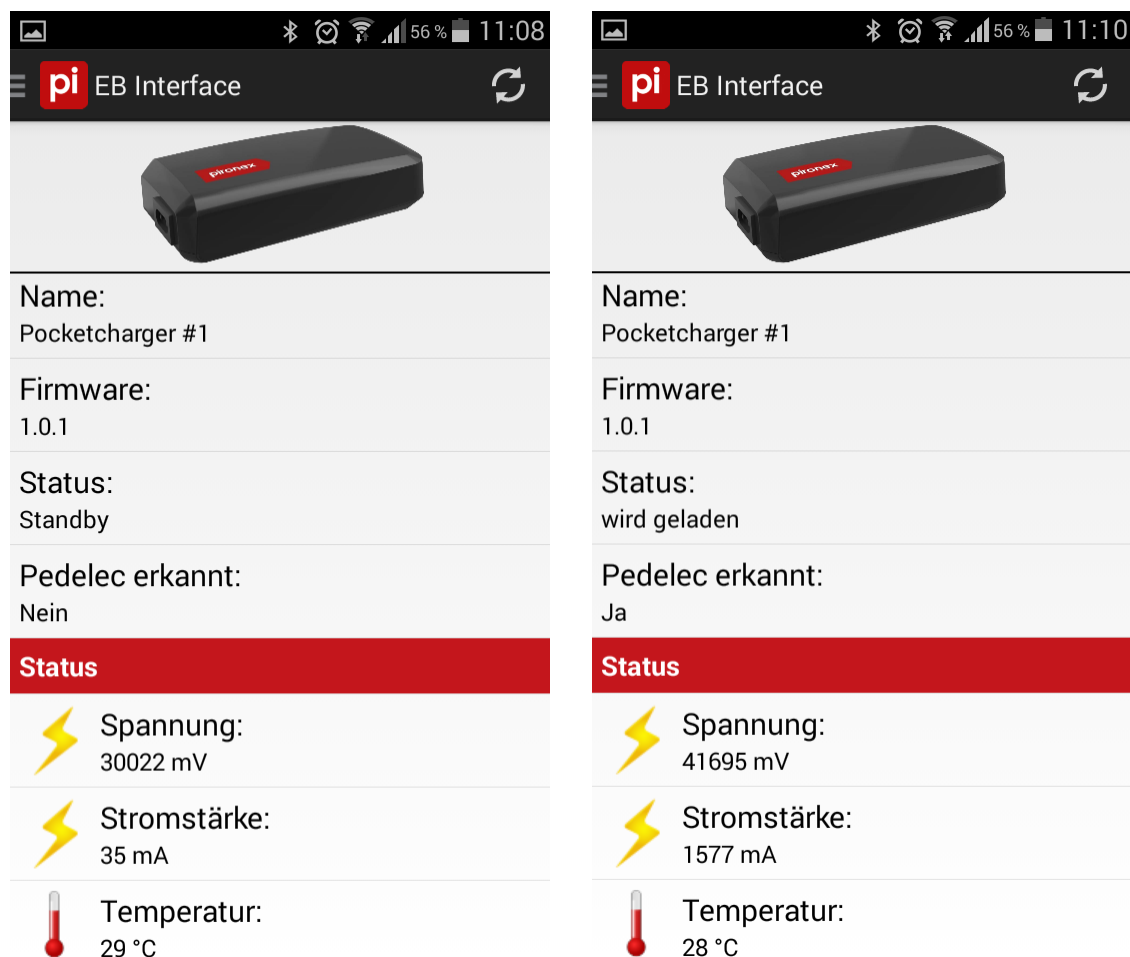 56 % 11:08
pi EB Interface
pironex
Name:
Pocketcharger #1
Firmware:
1.0.1
Status:
Standby
Pedelec erkannt:
Nein
Status
Spannung:
30022 mV
Stromstärke:
35 mA
Temperatur:
29 °C
56 % 11:10
pi EB Interface
pironex
Name:
Pocketcharger #1
Firmware:
1.0.1
Status:
wird geladen
Pedelec erkannt:
Ja
Status
Spannung:
41695 mV
Stromstärke:
1577 mA
Temperatur:
28 °C